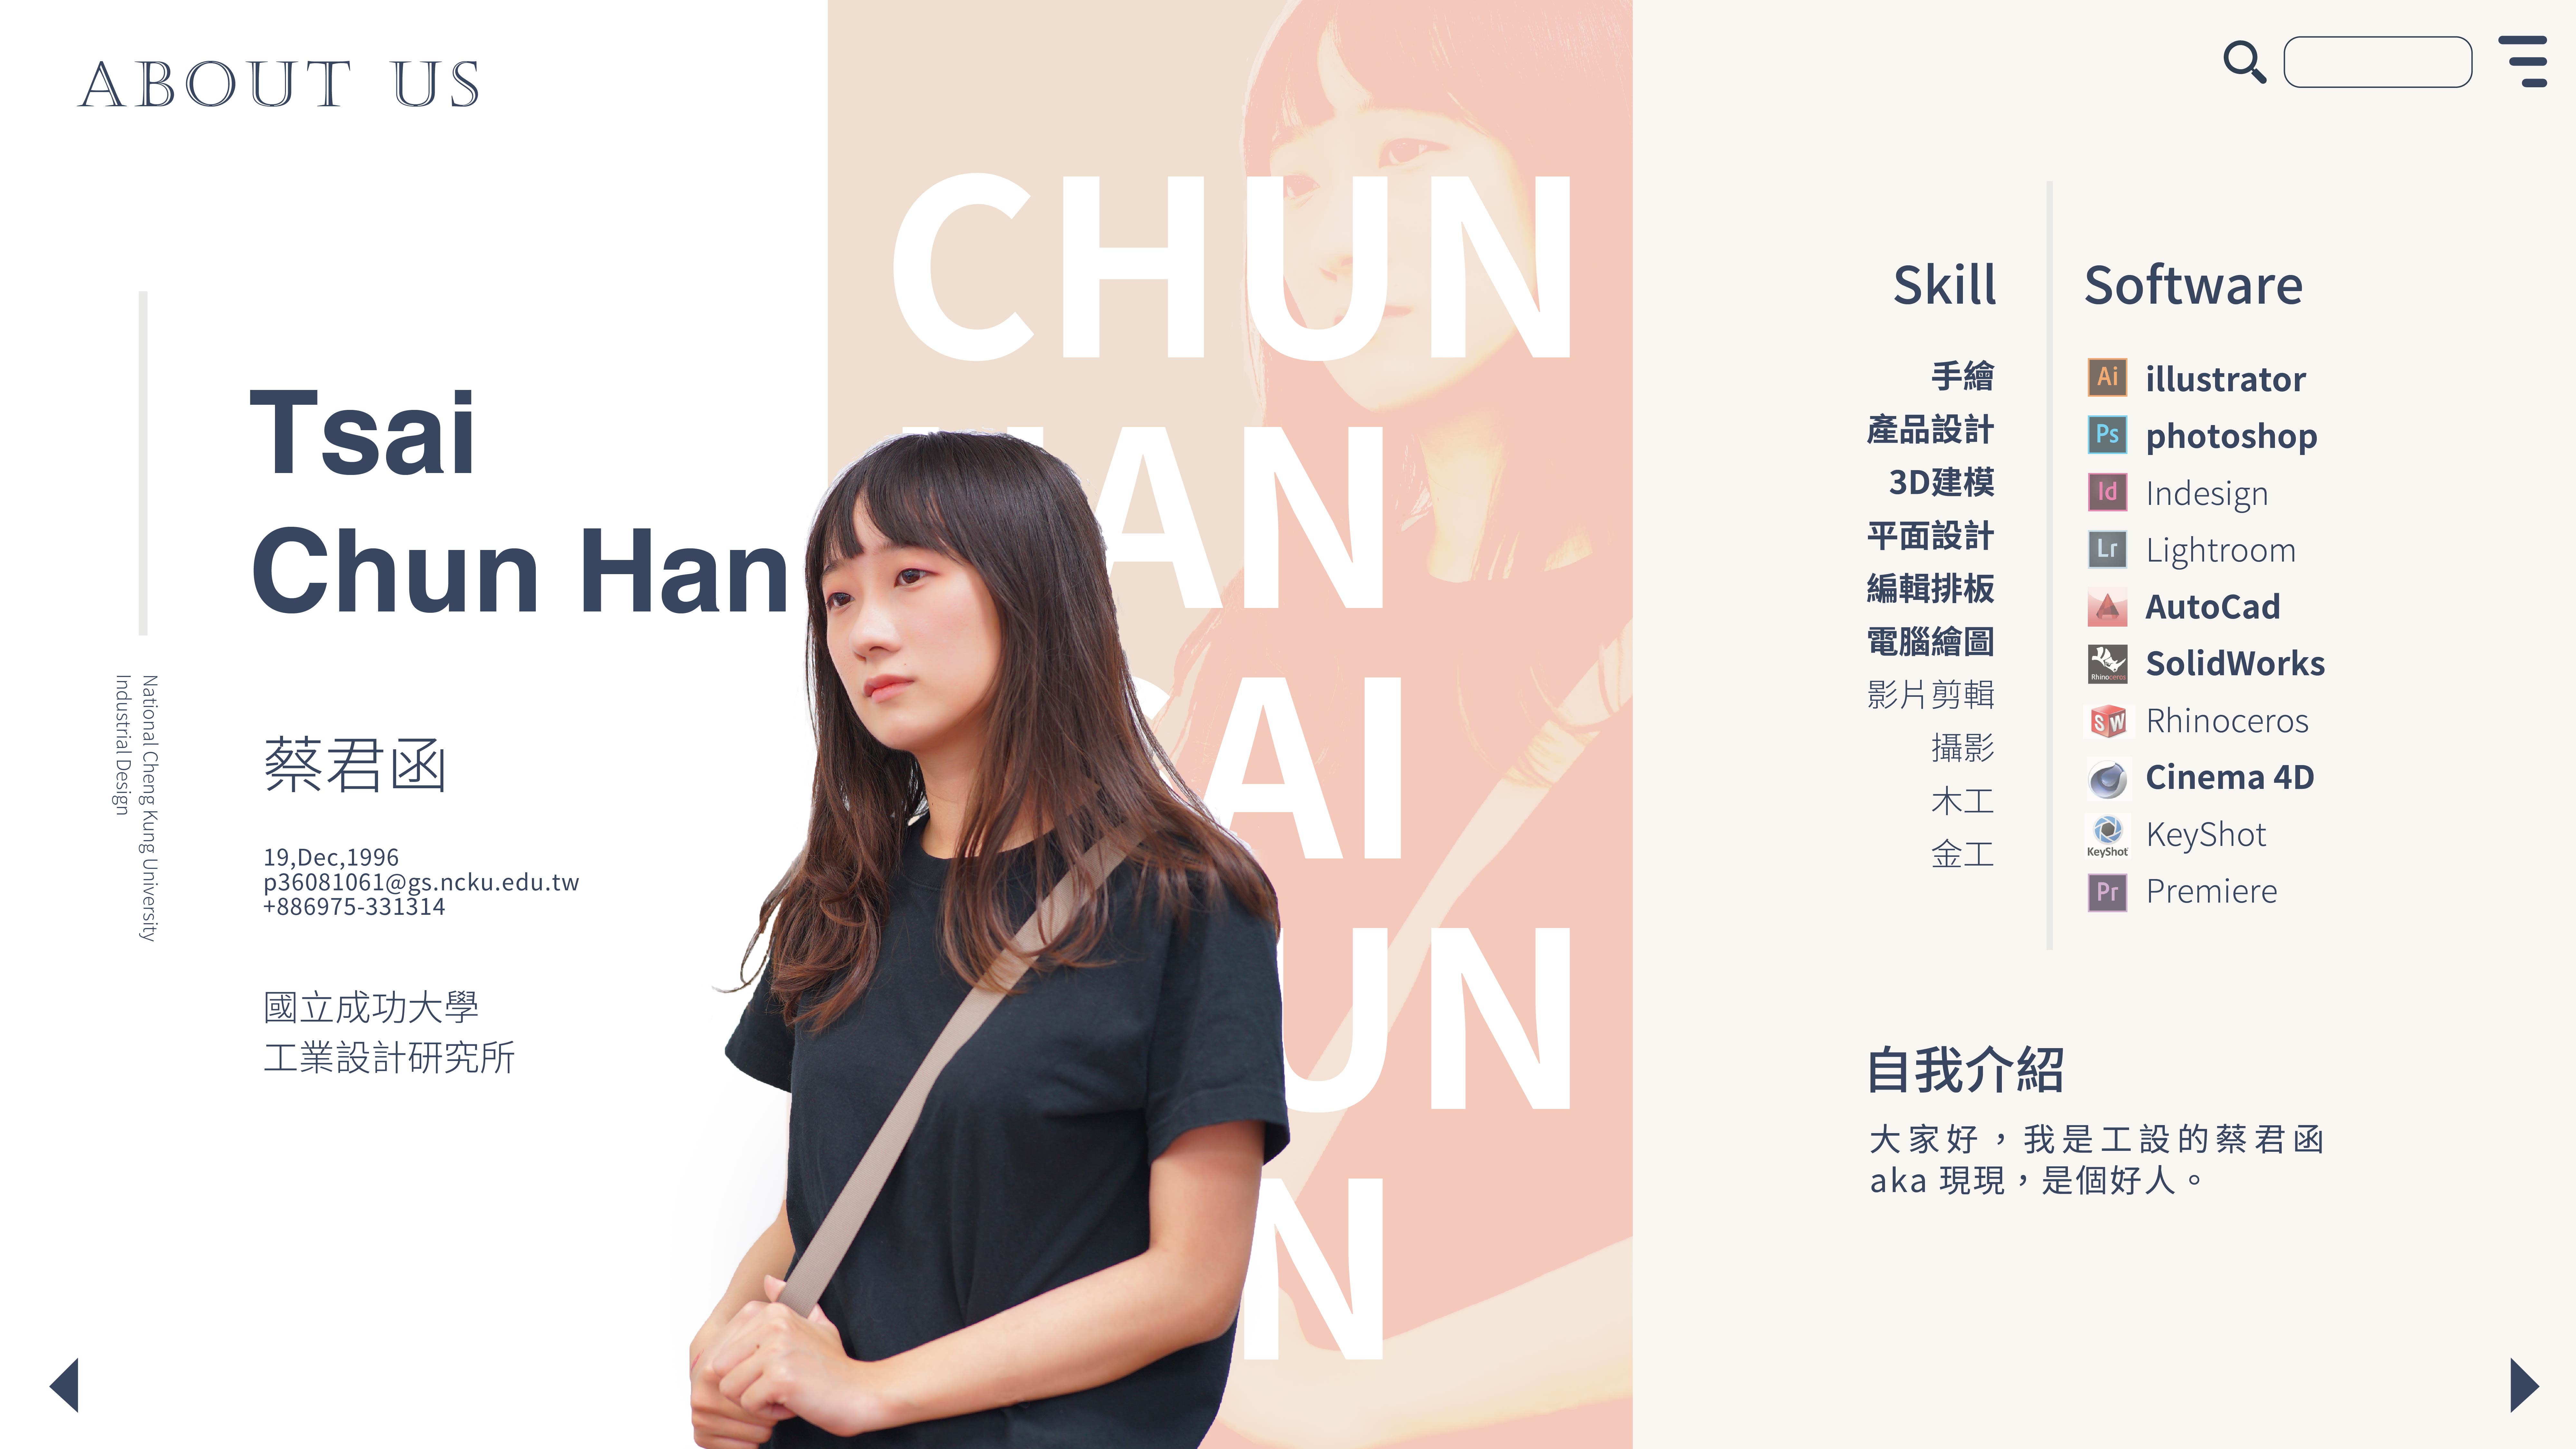 ABOUT US
Tsai
Chun Han
National Cheng Kung University
Industrial Design
蔡君函
19,Dec,1996
p36081061@gs.ncku.edu.tw
+886975-331314
國立成功大學
工業設計研究所
CHUN
HAN
SAI
UN
N
Skill
手繪
產品設計
3D建模
平面設計
編輯排板
電腦繪圖
影片剪輯
攝影
木工
金工
Software
Ai illustrator
Ps photoshop
Id Indesign
Lr Lightroom
AutoCad
Rhinoceros SolidWorks
SW Rhinoceros
Cinema 4D
KeyShot KeyShot
Pr Premiere
自我介紹
大家好，我是工設的蔡君函
aka 現現，是個好人。